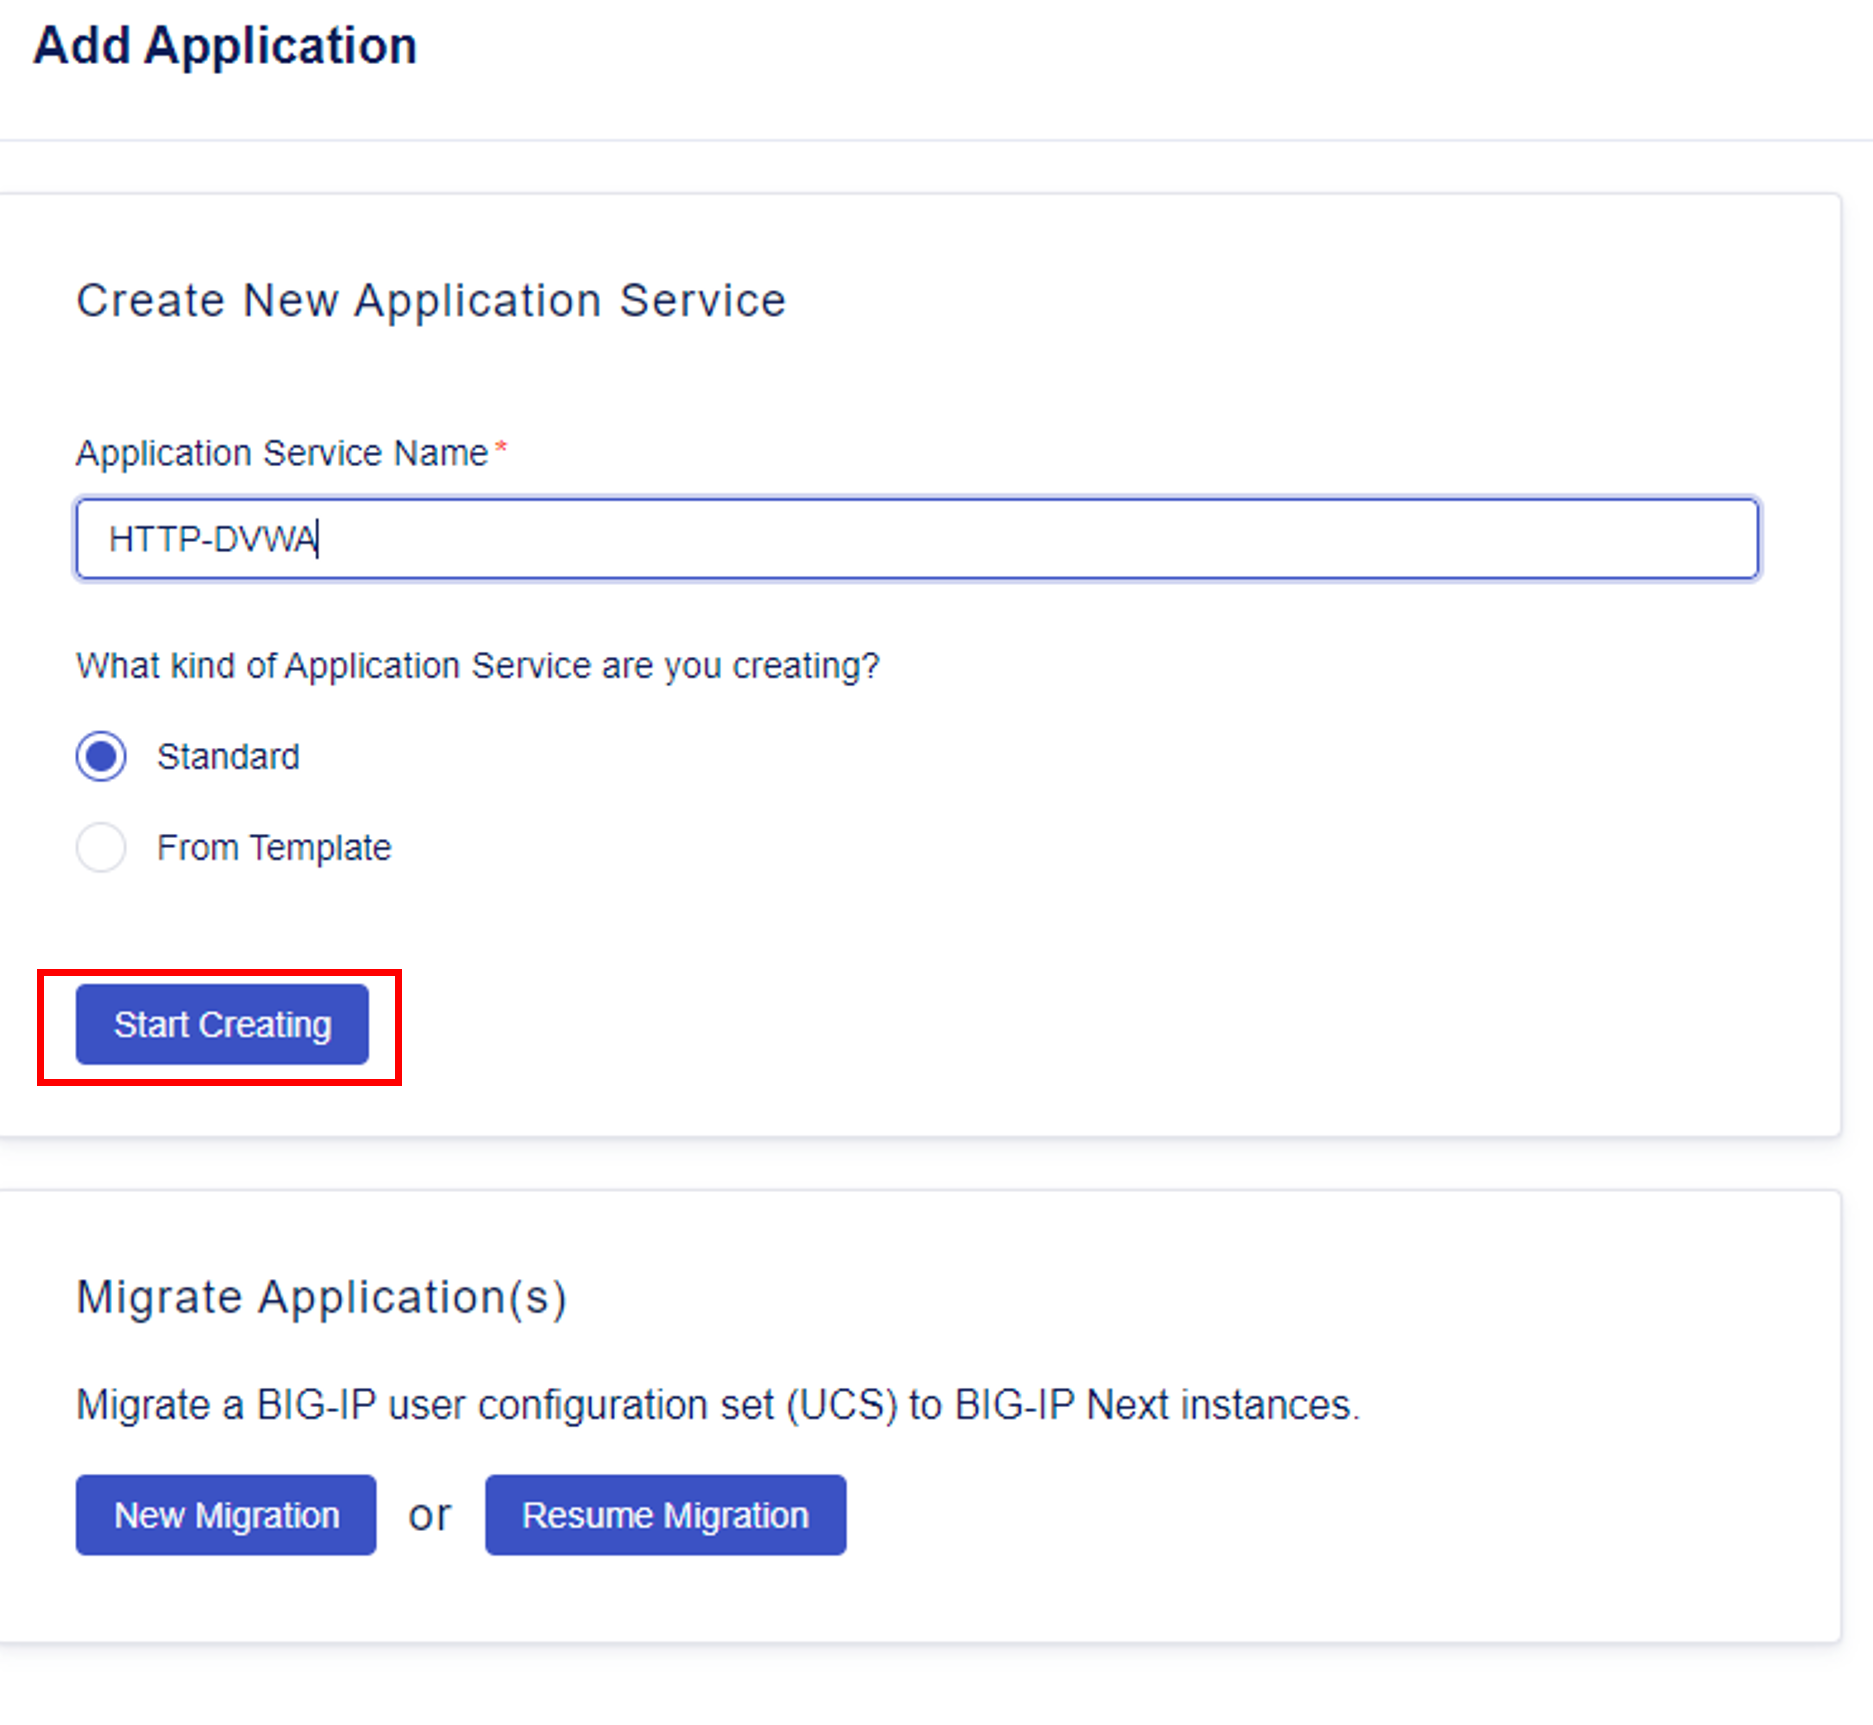 Add Application
Create New Application Service
Application Service Name*
HTTP-DVWA
What kind of Application Service are you creating?
Standard
From Template
Start Creating
Migrate Application(s)
Migrate a BIG-IP user configuration set (UCS) to BIG-IP Next instances.
New Migration or Resume Migration